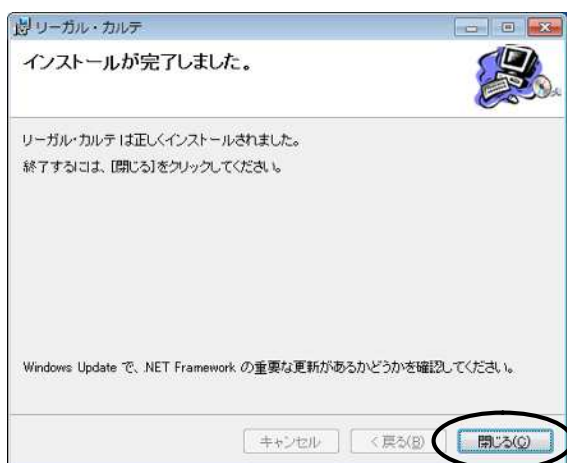 リーガル・カルテ
インストールが完了しました。
リーガル・カルテ は正しくインストールされました。
終了するには、[閉じる]をクリックしてください。
Windows Update で、.NET Framework の重要な更新があるかどうかを確認してください。
キャンセル
< 戻る(B)
閉じる(C)